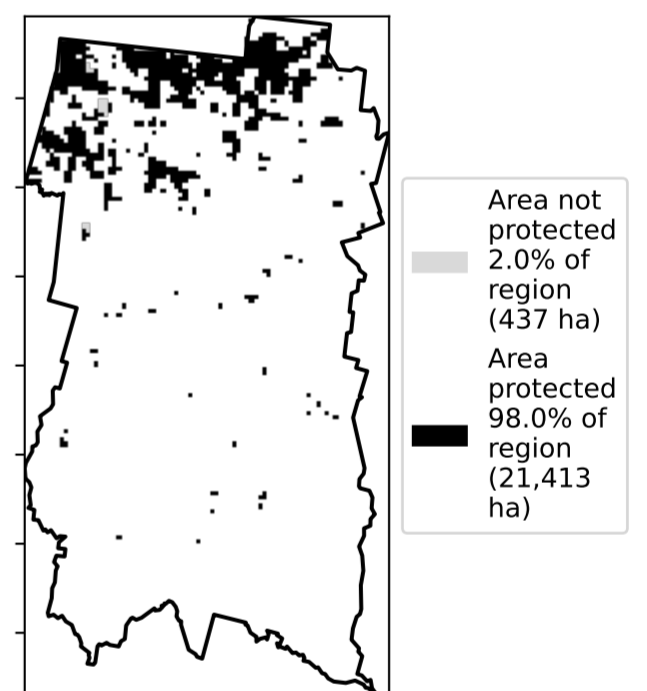 Area not
protected
2.0% of
region
(437 ha)
Area
protected
98.0% of
region
(21,413
ha)